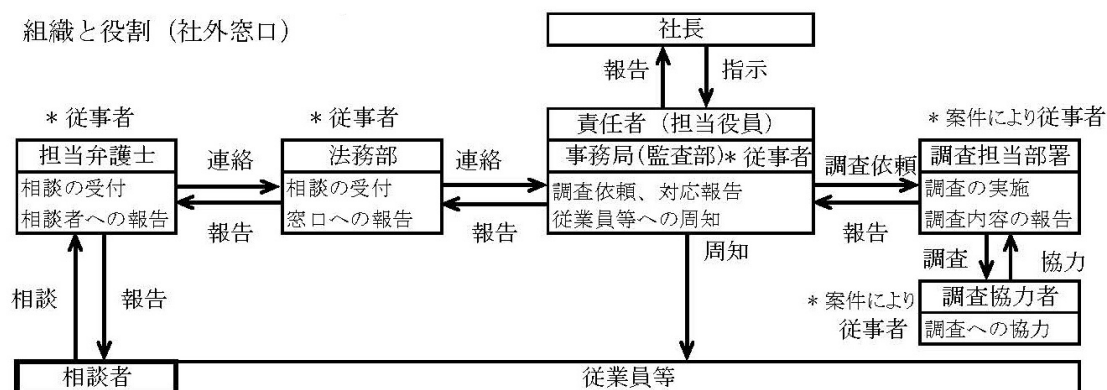 組織と役割（社外窓口）
社長
報告
指示
＊従事者
＊従事者
責任者（担当役員）
＊案件により従事者
担当弁護士
連絡
法務部
連絡
事務局(監査部)＊従事者
調査依頼
調査担当部署
相談の受付
相談者への報告
相談の受付
窓口への報告
調査依頼、対応報告
従業員等への周知
調査の実施
調査内容の報告
報告
報告
周知
報告
調査
協力
相談
報告
＊案件により
従事者
調査協力者
調査への協力
相談者
従業員等